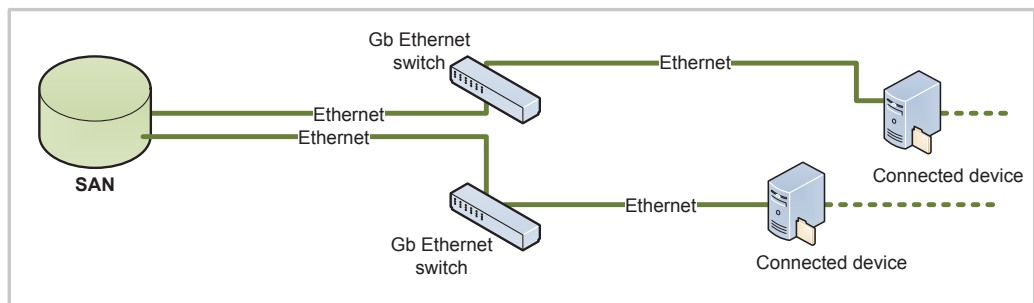 Gb Ethernet
switch
Ethernet
Ethernet
Ethernet
SAN
Connected device
Ethernet
Gb Ethernet
switch
Connected device